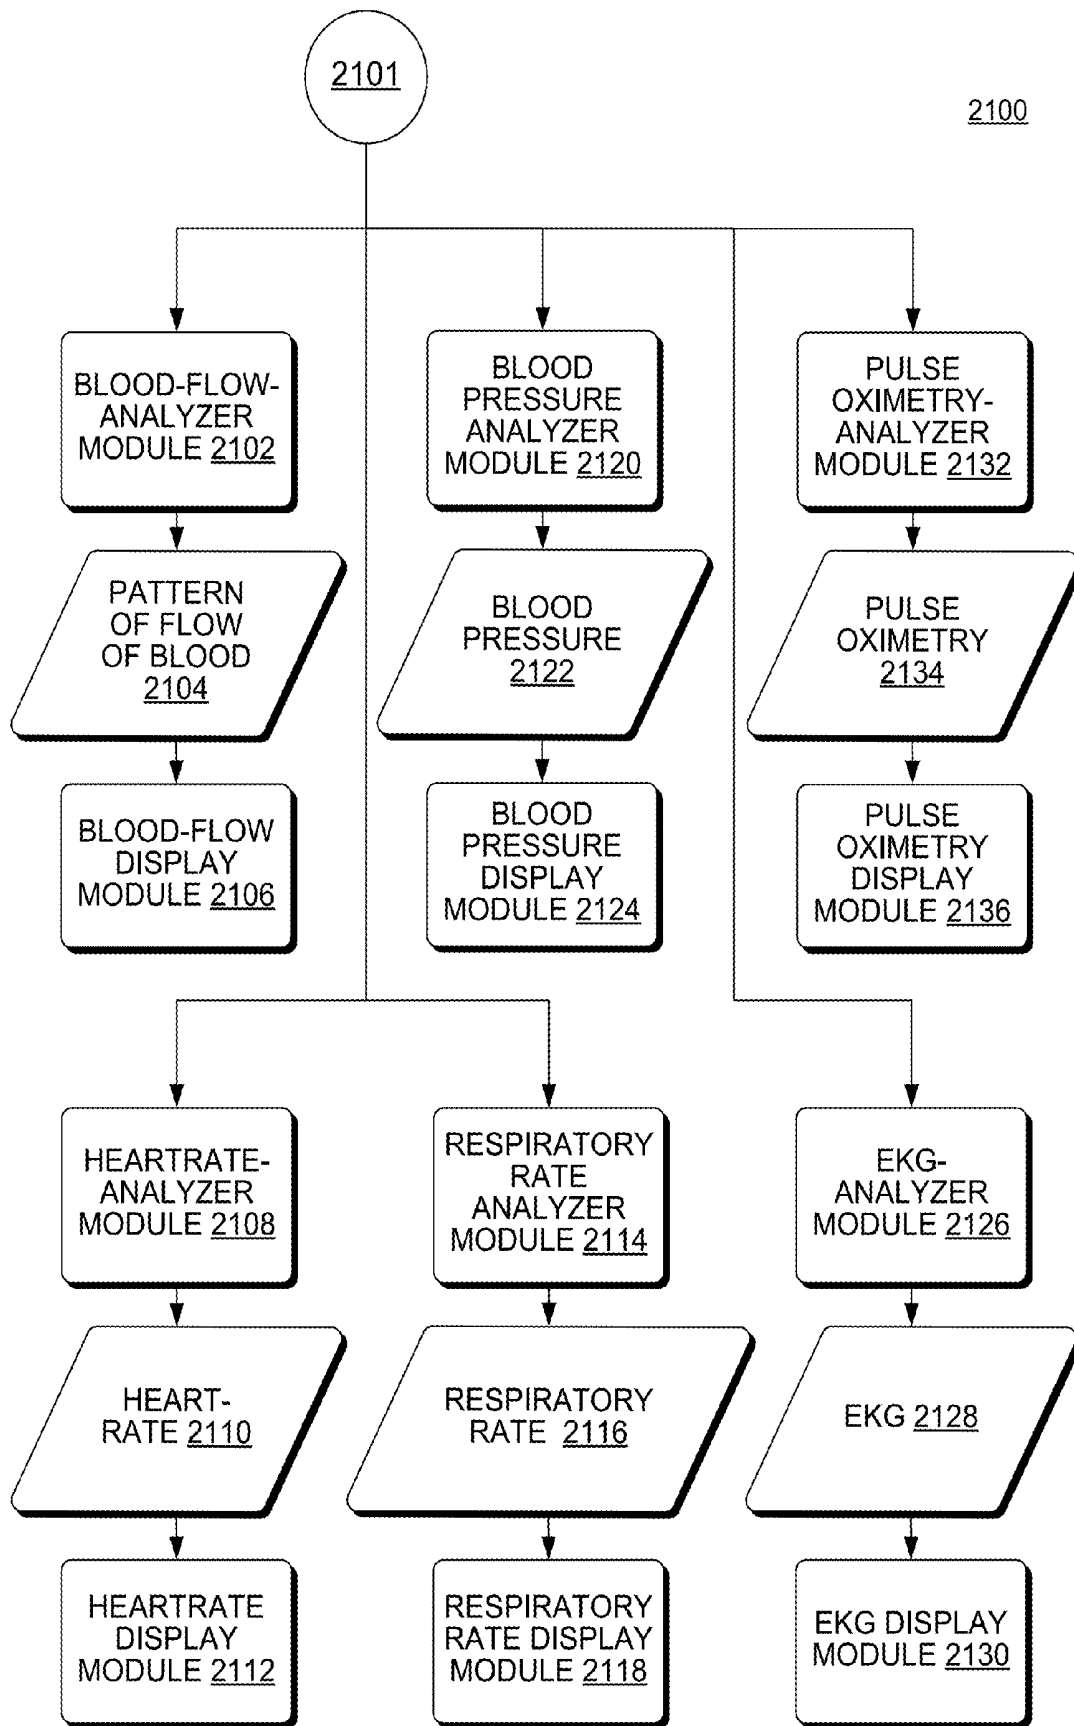 2101
2100
BLOOD-FLOW-
ANALYZER
MODULE 2102
BLOOD
PRESSURE
ANALYZER
MODULE 2120
PULSE
OXIMETRY-
ANALYZER
MODULE 2132
PATTERN
OF FLOW
OF BLOOD
2104
BLOOD
PRESSURE
2122
PULSE
OXIMETRY
2134
BLOOD-FLOW
DISPLAY
MODULE 2106
BLOOD
PRESSURE
DISPLAY
MODULE 2124
PULSE
OXIMETRY
DISPLAY
MODULE 2136
HEARTRATE-
ANALYZER
MODULE 2108
RESPIRATORY
RATE
ANALYZER
MODULE 2114
EKG-
ANALYZER
MODULE 2126
HEART-
RATE 2110
RESPIRATORY
RATE 2116
EKG 2128
HEARTRATE
DISPLAY
MODULE 2112
RESPIRATORY
RATE DISPLAY
MODULE 2118
EKG DISPLAY
MODULE 2130